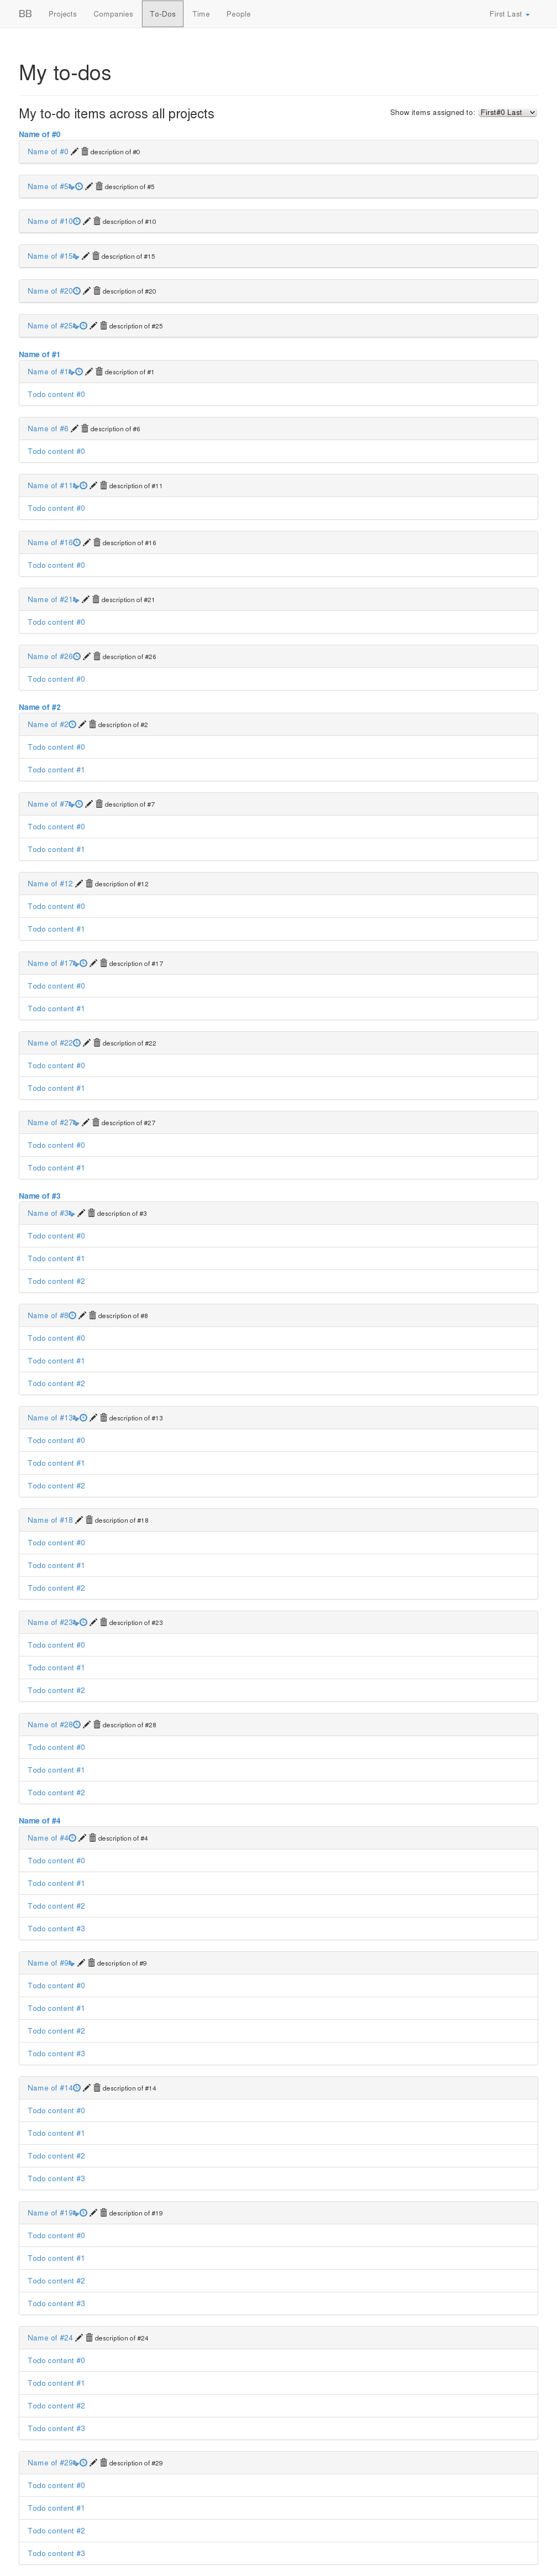 BB Projects Companies To-Dos Time People First Last
My to-dos
My to-do items across all projects Show items assigned to: First#0 Last
Name of #0
Name of #0 description of #0
Name of #5 description of #5
Name of #10 description of #10
Name of #15 description of #15
Name of #20 description of #20
Name of #25 description of #25
Name of #1
Name of #1 description of #1
Todo content #0
Name of #6 description of #6
Todo content #0
Name of #11 description of #11
Todo content #0
Name of #16 description of #16
Todo content #0
Name of #21 description of #21
Todo content #0
Name of #26 description of #26
Todo content #0
Name of #2
Name of #2 description of #2
Todo content #0
Todo content #1
Name of #7 description of #7
Todo content #0
Todo content #1
Name of #12 description of #12
Todo content #0
Todo content #1
Name of #17 description of #17
Todo content #0
Todo content #1
Name of #22 description of #22
Todo content #0
Todo content #1
Name of #27 description of #27
Todo content #0
Todo content #1
Name of #3
Name of #3 description of #3
Todo content #0
Todo content #1
Todo content #2
Name of #8 description of #8
Todo content #0
Todo content #1
Todo content #2
Name of #13 description of #13
Todo content #0
Todo content #1
Todo content #2
Name of #18 description of #18
Todo content #0
Todo content #1
Todo content #2
Name of #23 description of #23
Todo content #0
Todo content #1
Todo content #2
Name of #28 description of #28
Todo content #0
Todo content #1
Todo content #2
Name of #4
Name of #4 description of #4
Todo content #0
Todo content #1
Todo content #2
Todo content #3
Name of #9 description of #9
Todo content #0
Todo content #1
Todo content #2
Todo content #3
Name of #14 description of #14
Todo content #0
Todo content #1
Todo content #2
Todo content #3
Name of #19 description of #19
Todo content #0
Todo content #1
Todo content #2
Todo content #3
Name of #24 description of #24
Todo content #0
Todo content #1
Todo content #2
Todo content #3
Name of #29 description of #29
Todo content #0
Todo content #1
Todo content #2
Todo content #3